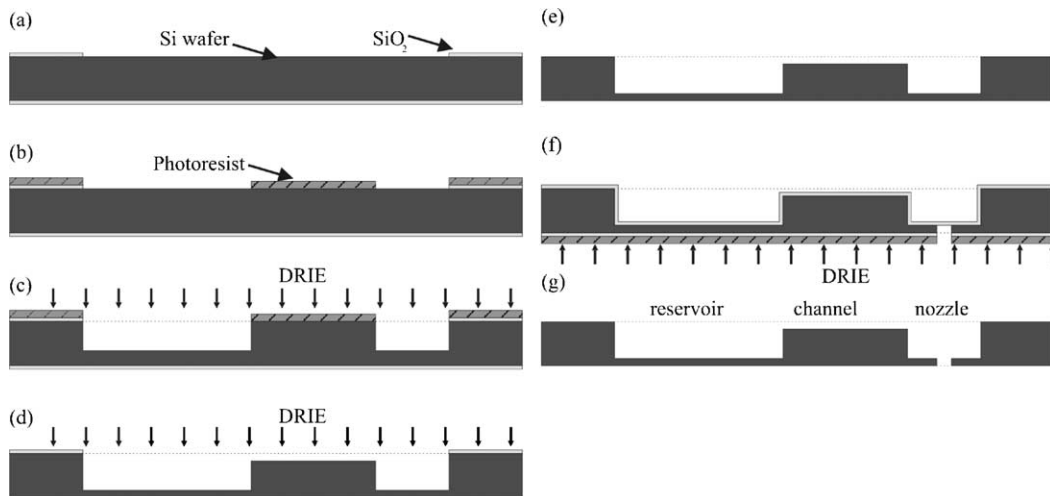 (a)
Si wafer
SiO₂
(b)
Photoresist
(c)
DRIE
(d)
DRIE
(e)
(f)
DRIE
(g)
reservoir channel nozzle